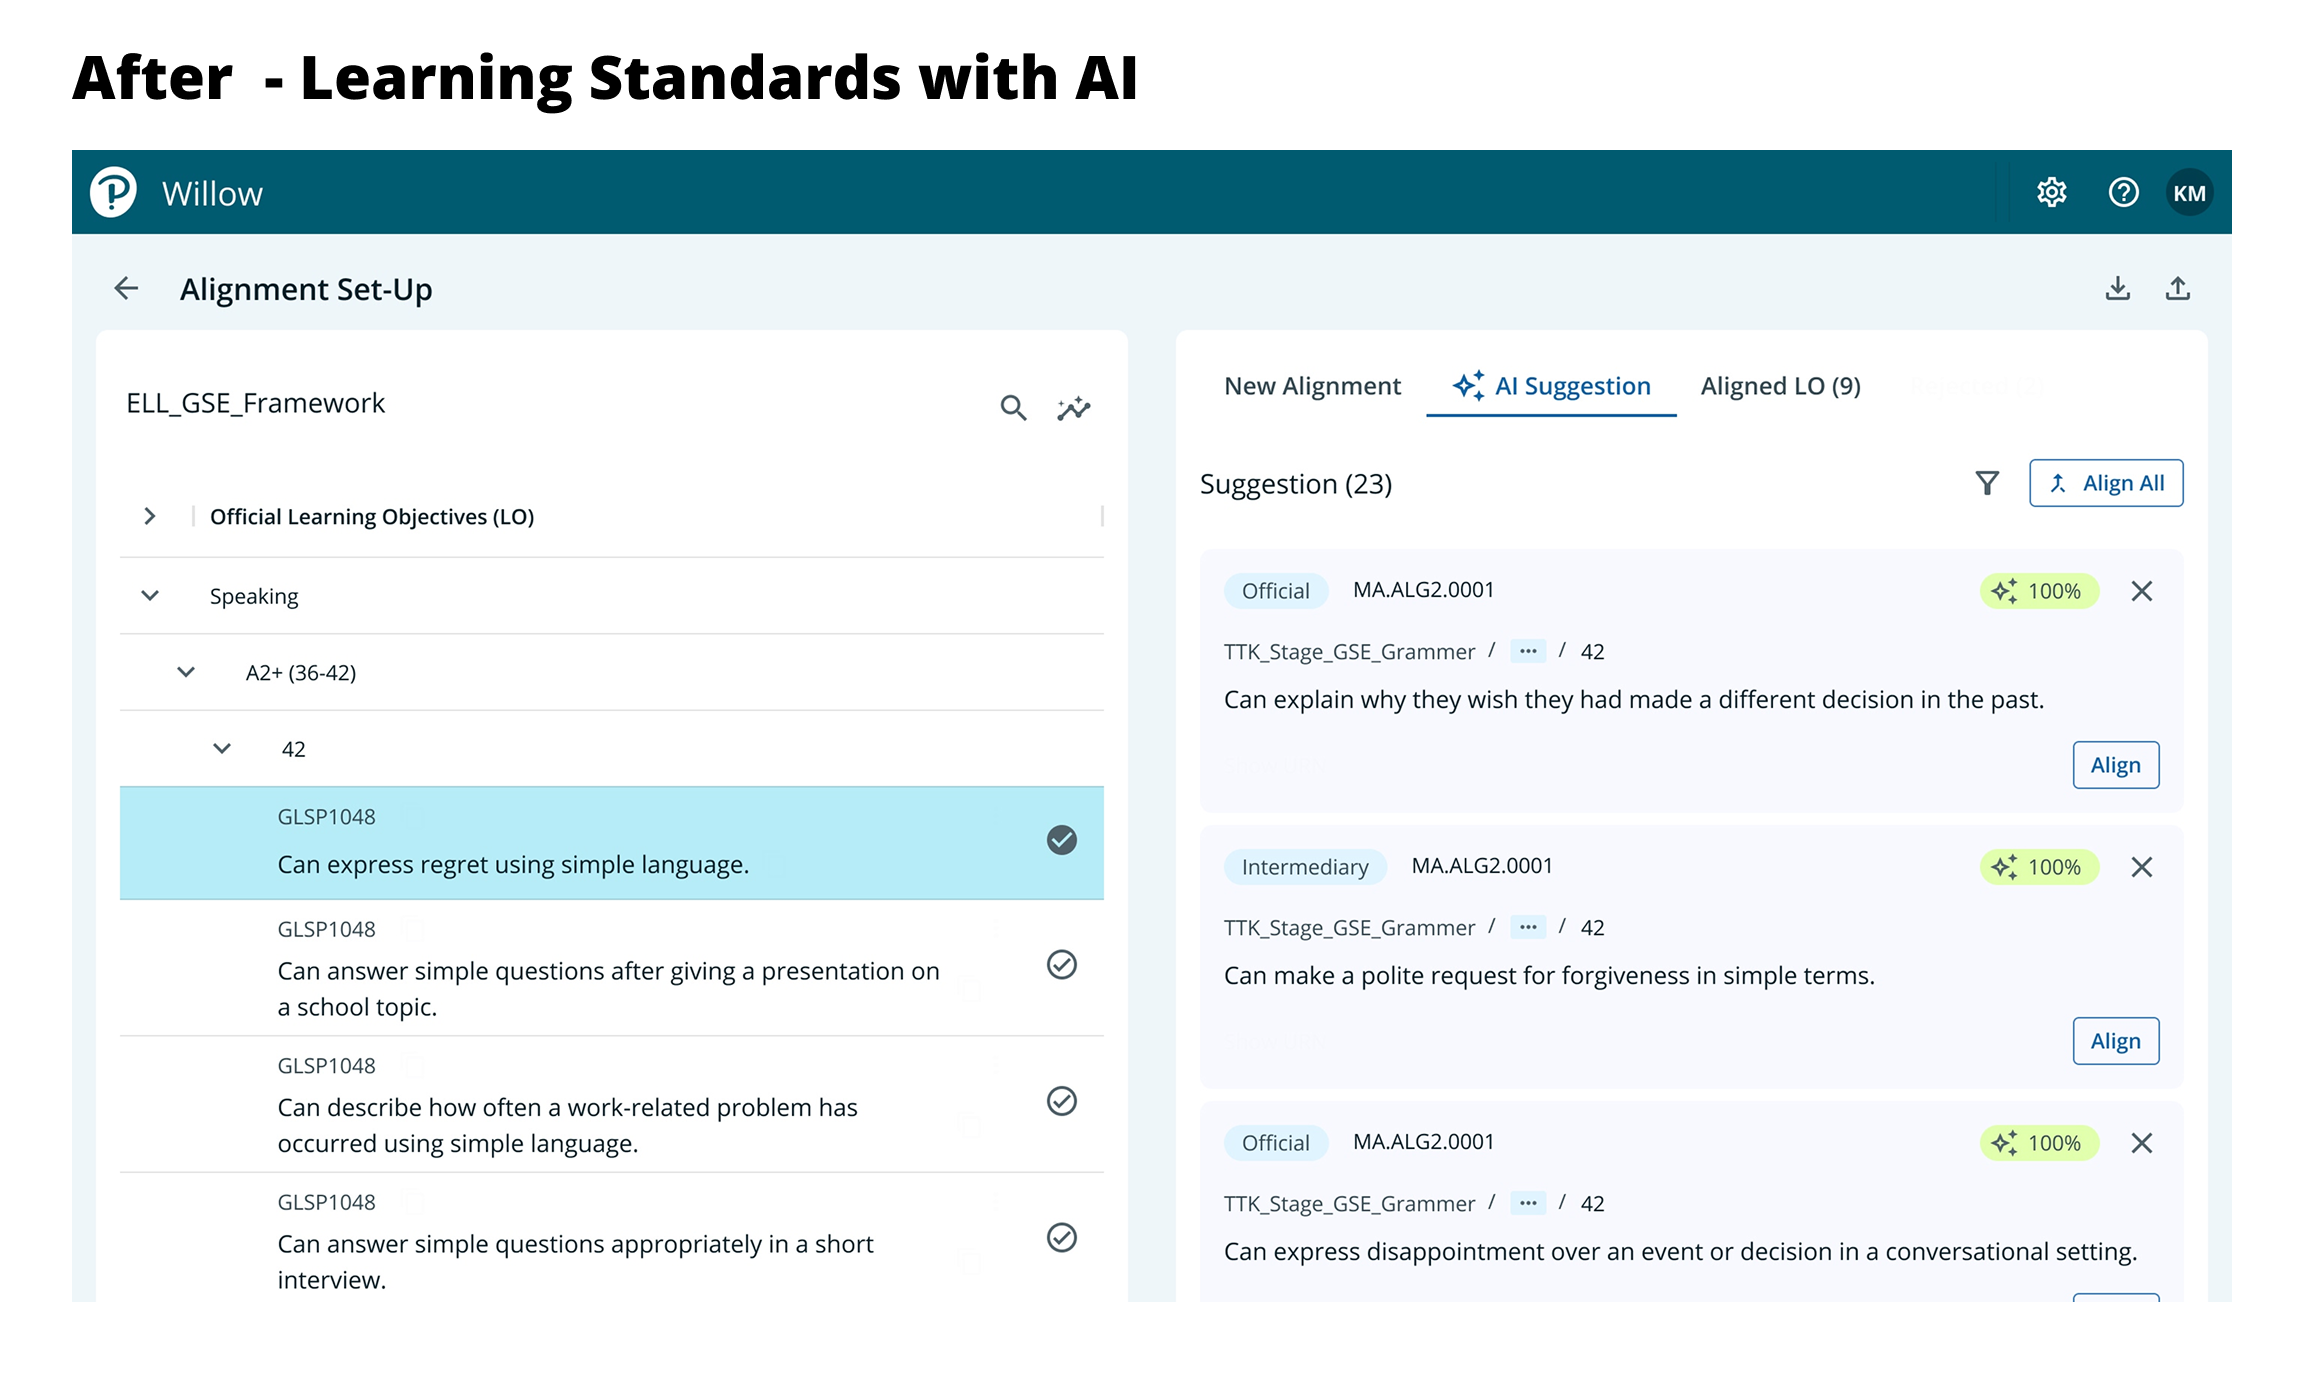 After - Learning Standards with AI
Willow
KM
Alignment Set-Up
ELL_GSE_Framework
Official Learning Objectives (LO)
Speaking
A2+ (36-42)
42
GLSP1048
Can express regret using simple language.
GLSP1048
Can answer simple questions after giving a presentation on
a school topic.
GLSP1048
Can describe how often a work-related problem has
occurred using simple language.
GLSP1048
Can answer simple questions appropriately in a short
interview.
New Alignment
AI Suggestion
Aligned LO (9)
Suggestion (23)
Align All
Official MA.ALG2.0001 100%
TTK_Stage_GSE_Grammer / ... / 42
Can explain why they wish they had made a different decision in the past.
Align
Intermediary MA.ALG2.0001 100%
TTK_Stage_GSE_Grammer / ... / 42
Can make a polite request for forgiveness in simple terms.
Align
Official MA.ALG2.0001 100%
TTK_Stage_GSE_Grammer / ... / 42
Can express disappointment over an event or decision in a conversational setting.